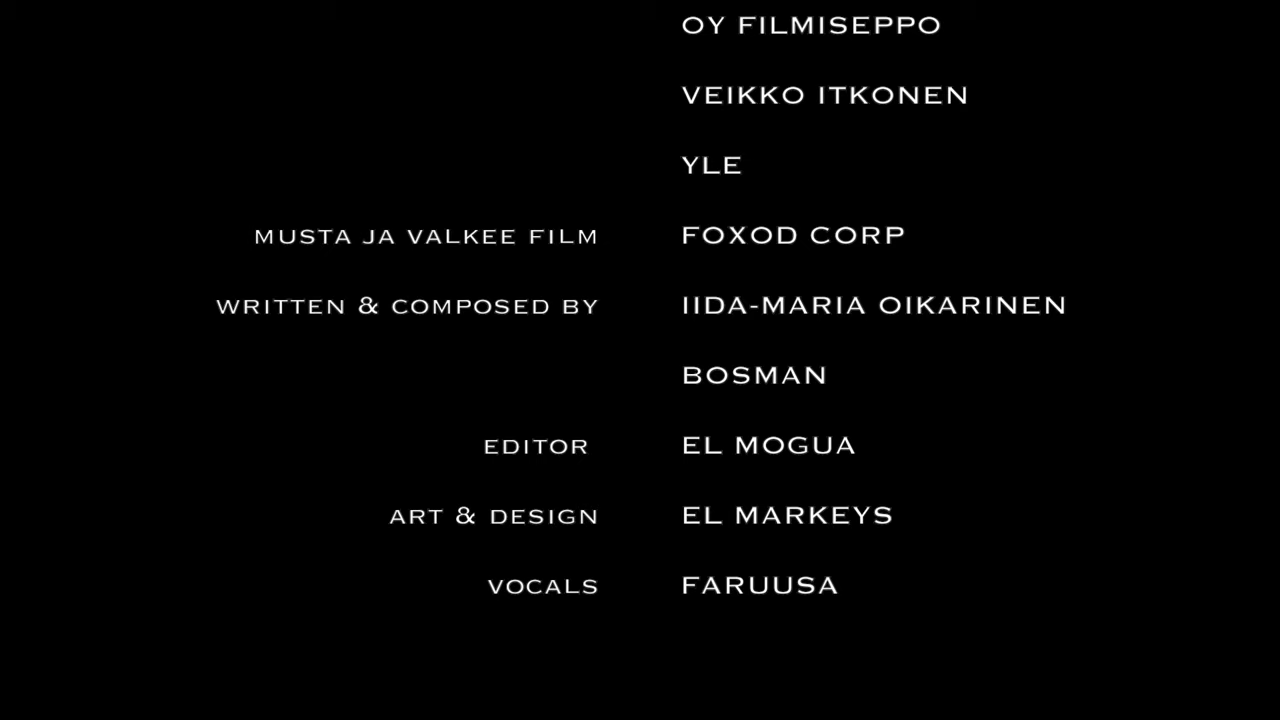 OY FILMISEPPO
VEIKKO ITKONEN
YLE
MUSTA JA VALKEE FILM FOXOD CORP
WRITTEN & COMPOSED BY IIDA-MARIA OIKARINEN
BOSMAN
EDITOR EL MOGUA
ART & DESIGN EL MARKEYS
VOCALS FARUUSA